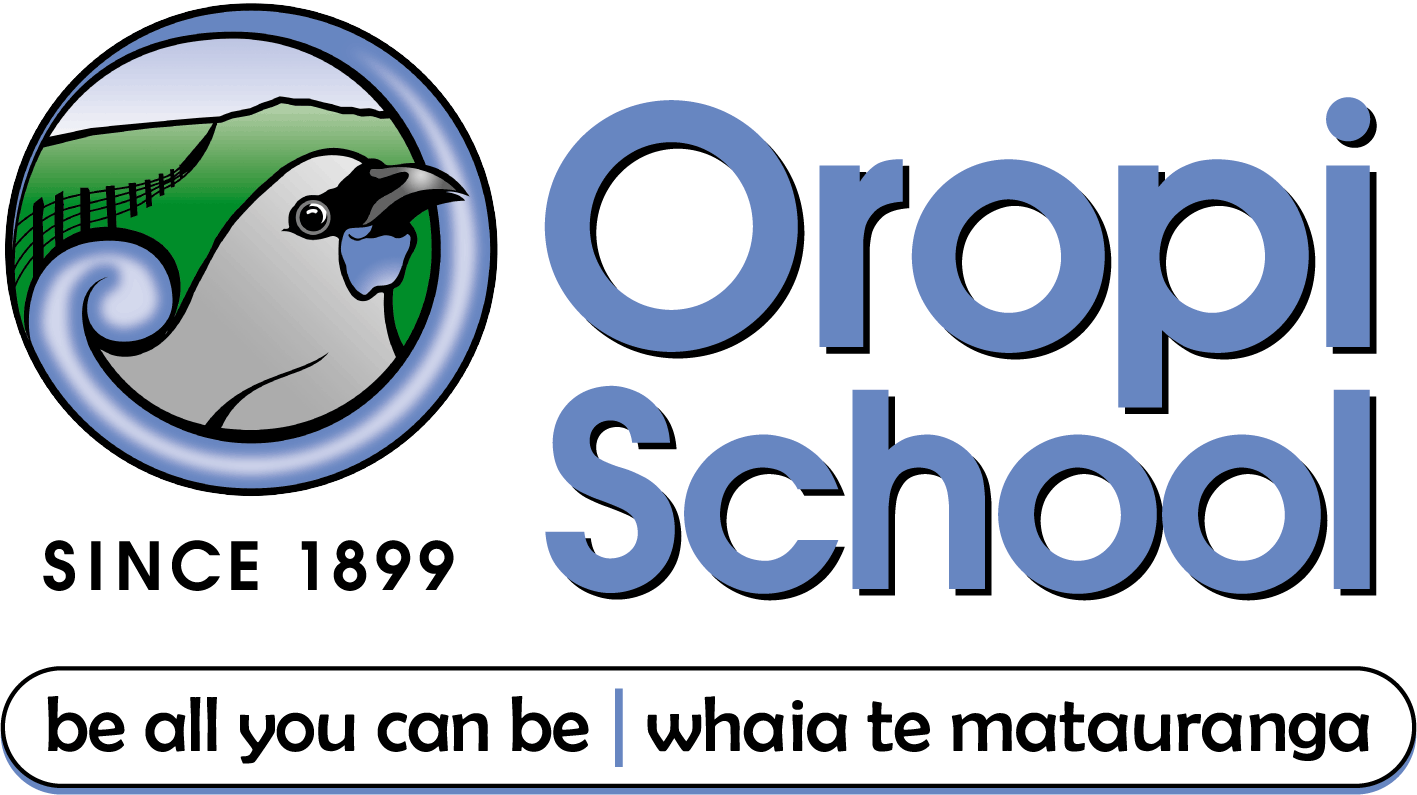 Oropi
School
SINCE 1899
be all you can be | whaia te matauranga